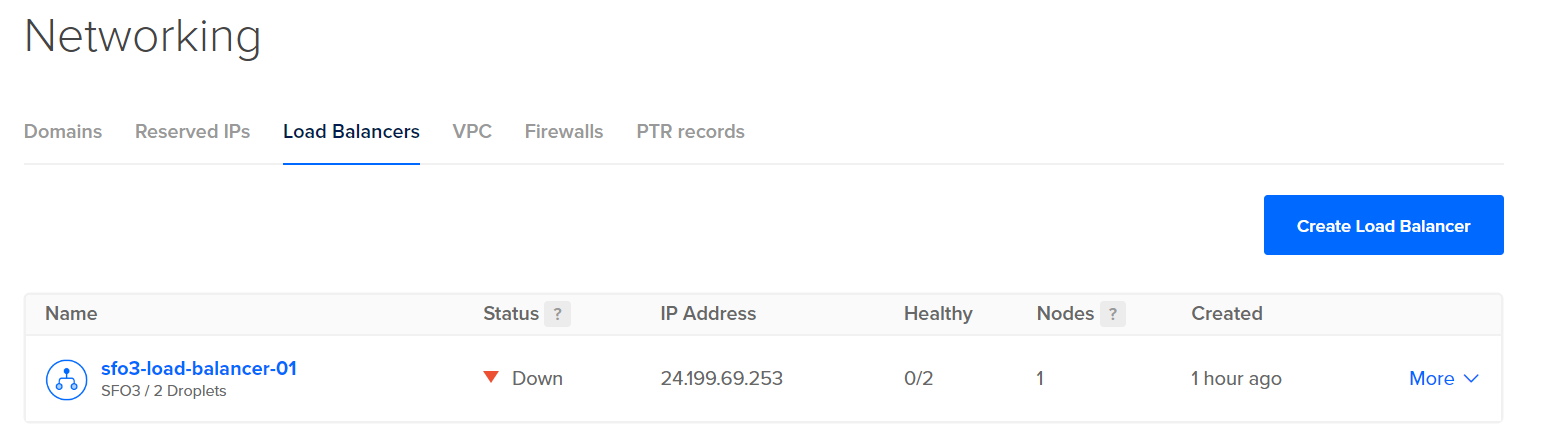 Networking
Domains Reserved IPs Load Balancers VPC Firewalls PTR records
Create Load Balancer
Name Status ? IP Address Healthy Nodes ? Created
sfo3-load-balancer-01
SFO3 / 2 Droplets
Down 24.199.69.253 0/2 1 1 hour ago More